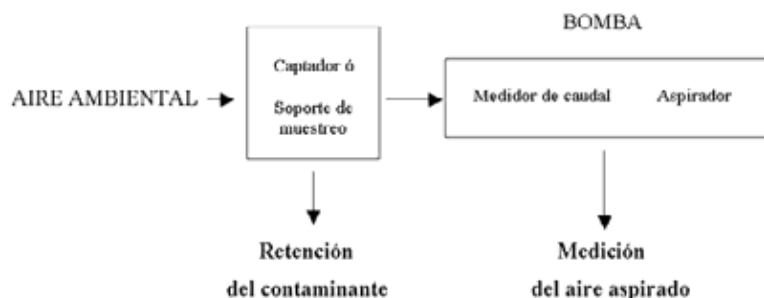 BOMBA
AIRE AMBIENTAL
Captador ó
Soporte de
muestreo
Medidor de caudal
Aspirador
Retención
del contaminante
Medición
del aire aspirado